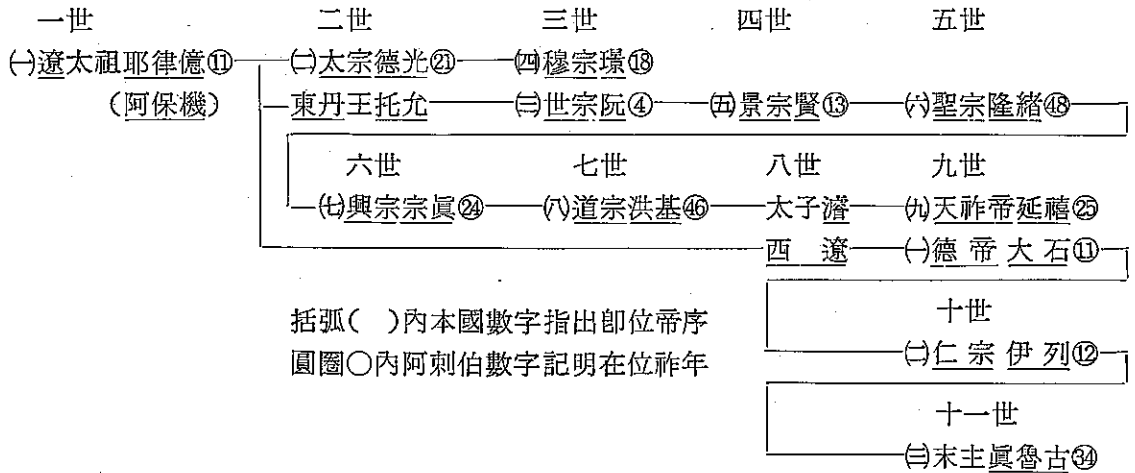 一世 二世 三世 四世 五世
㈠遼太祖耶律億⑪ ㈡太宗德光㉑ ㈣穆宗璟⑱
(阿保機) 東丹王托允 ㈢世宗阮④ ㈤景宗賢⑬ ㈥聖宗隆緒㊽
六世 七世 八世 九世
㈦興宗宗眞㉔ ㈧道宗洪基㊻ 太子濬 ㈨天祚帝延禧㉕
西遼 ㈠德帝大石⑪
括弧( )內本國數字指出卽位帝序
十世
圓圈○內阿剌伯數字記明在位祚年
㈡仁宗伊列⑫
十一世
㈢末主眞魯古㉞